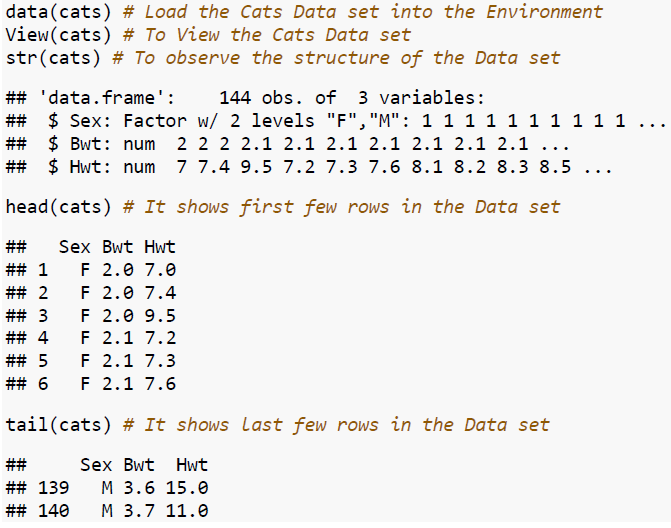 data(cats) # Load the Cats Data set into the Environment
View(cats) # To View the Cats Data set
str(cats) # To observe the structure of the Data set
## 'data.frame':    144 obs. of  3 variables:
##  $ Sex: Factor w/ 2 levels "F","M": 1 1 1 1 1 1 1 1 1 1 ...
##  $ Bwt: num  2 2 2 2.1 2.1 2.1 2.1 2.1 2.1 2.1 ...
##  $ Hwt: num  7 7.4 9.5 7.2 7.3 7.6 8.1 8.2 8.3 8.5 ...
head(cats) # It shows first few rows in the Data set
##   Sex Bwt Hwt
## 1   F 2.0 7.0
## 2   F 2.0 7.4
## 3   F 2.0 9.5
## 4   F 2.1 7.2
## 5   F 2.1 7.3
## 6   F 2.1 7.6
tail(cats) # It shows last few rows in the Data set
##     Sex Bwt  Hwt
## 139   M 3.6 15.0
## 140   M 3.7 11.0